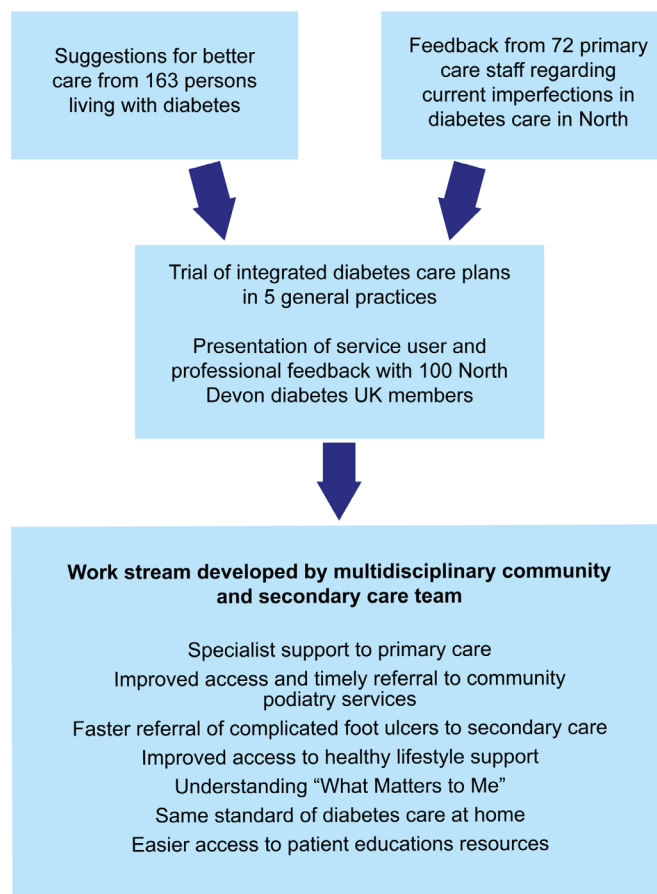 Suggestions for better
care from 163 persons
living with diabetes
Feedback from 72 primary
care staff regarding
current imperfections in
diabetes care in North
Trial of integrated diabetes care plans
in 5 general practices
Presentation of service user and
professional feedback with 100 North
Devon diabetes UK members
Work stream developed by multidisciplinary community
and secondary care team
Specialist support to primary care
Improved access and timely referral to community
podiatry services
Faster referral of complicated foot ulcers to secondary care
Improved access to healthy lifestyle support
Understanding “What Matters to Me”
Same standard of diabetes care at home
Easier access to patient educations resources